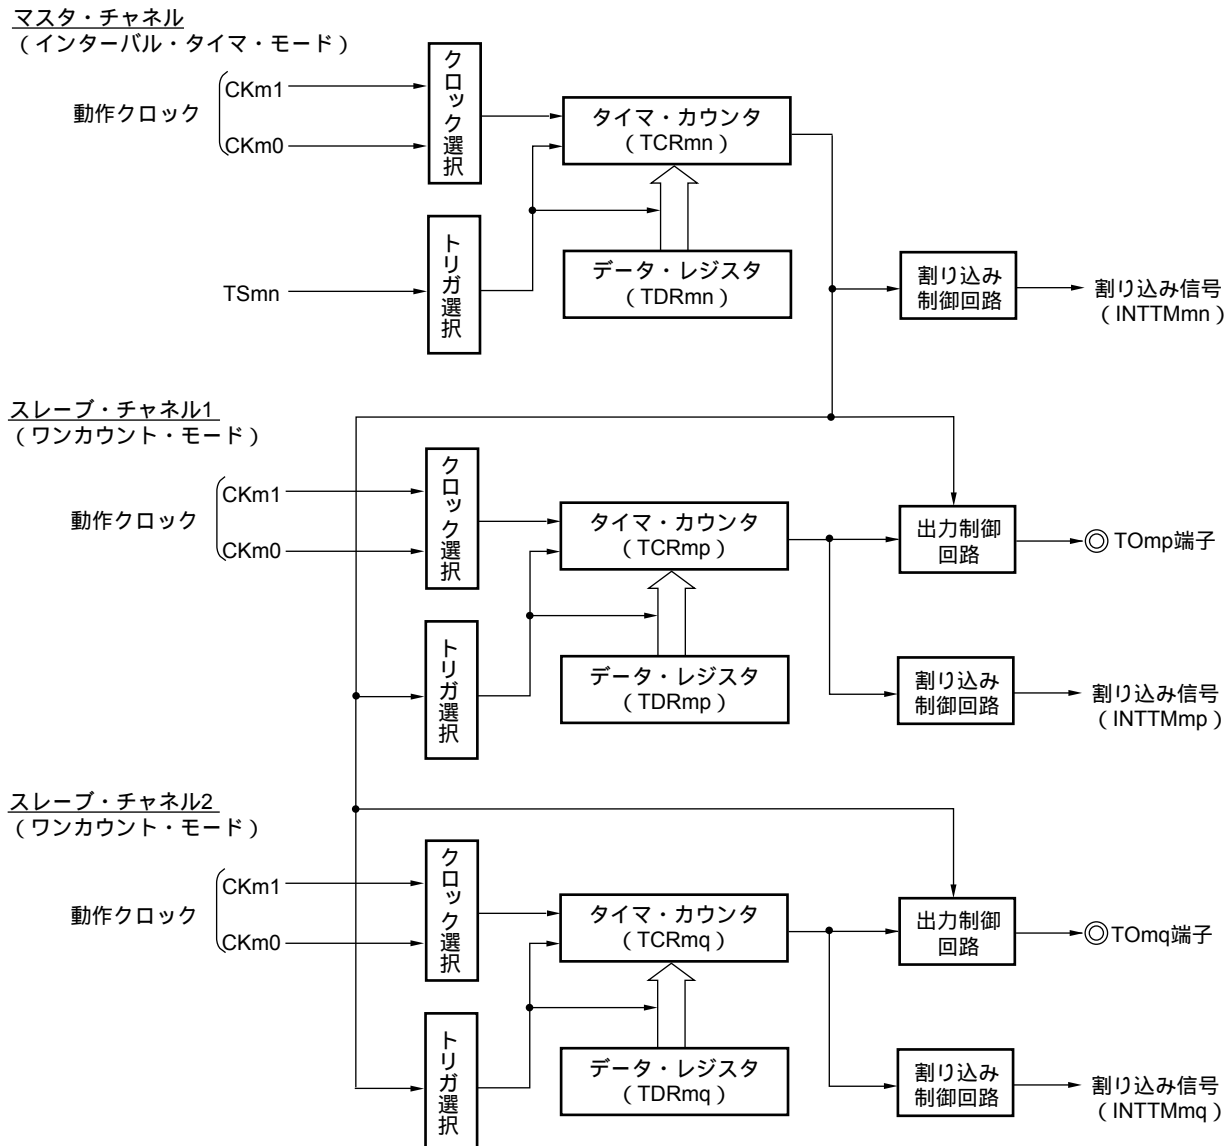 マスタ・チャネル
（インターバル・タイマ・モード）
動作クロック
CKm1
CKm0
クロック選択
タイマ・カウンタ
（TCRmn）
TSmn
トリガ選択
データ・レジスタ
（TDRmn）
割り込み
制御回路
割り込み信号
（INTTMmn）
スレーブ・チャネル1
（ワンカウント・モード）
動作クロック
CKm1
CKm0
クロック選択
タイマ・カウンタ
（TCRmp）
出力制御
回路
TOmp端子
トリガ選択
データ・レジスタ
（TDRmp）
割り込み
制御回路
割り込み信号
（INTTMmp）
スレーブ・チャネル2
（ワンカウント・モード）
動作クロック
CKm1
CKm0
クロック選択
タイマ・カウンタ
（TCRmq）
出力制御
回路
TOmq端子
トリガ選択
データ・レジスタ
（TDRmq）
割り込み
制御回路
割り込み信号
（INTTMmq）